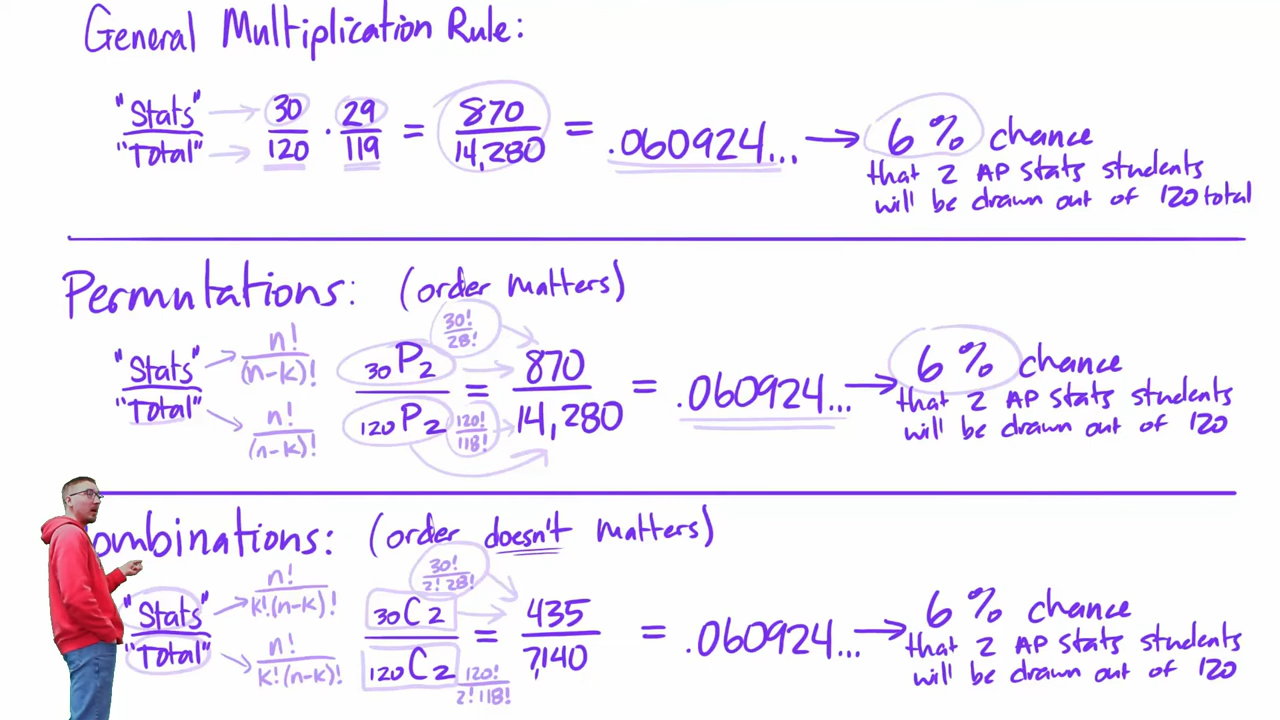 General Multiplication Rule:
"Stats" / "Total" → 30/120 · 29/119 = 870/14,280 = .060924... → 6% chance
that 2 AP Stats students
will be drawn out of 120 total
Permutations: (order matters)
"Stats" → n!/(n-k)!
"Total" → n!/(n-k)!
30P2 / 120P2 = 870/14,280 = .060924... → 6% chance
30!/28!
120!/118!
that 2 AP Stats students
will be drawn out of 120
ombinations: (order doesn't matters)
"Stats" → n!/k!·(n-k)!
"Total" → n!/k!·(n-k)!
30C2 / 120C2 = 435/7,140 = .060924... → 6% chance
30!/2!·28!
120!/2!·118!
that 2 AP Stats students
will be drawn out of 120